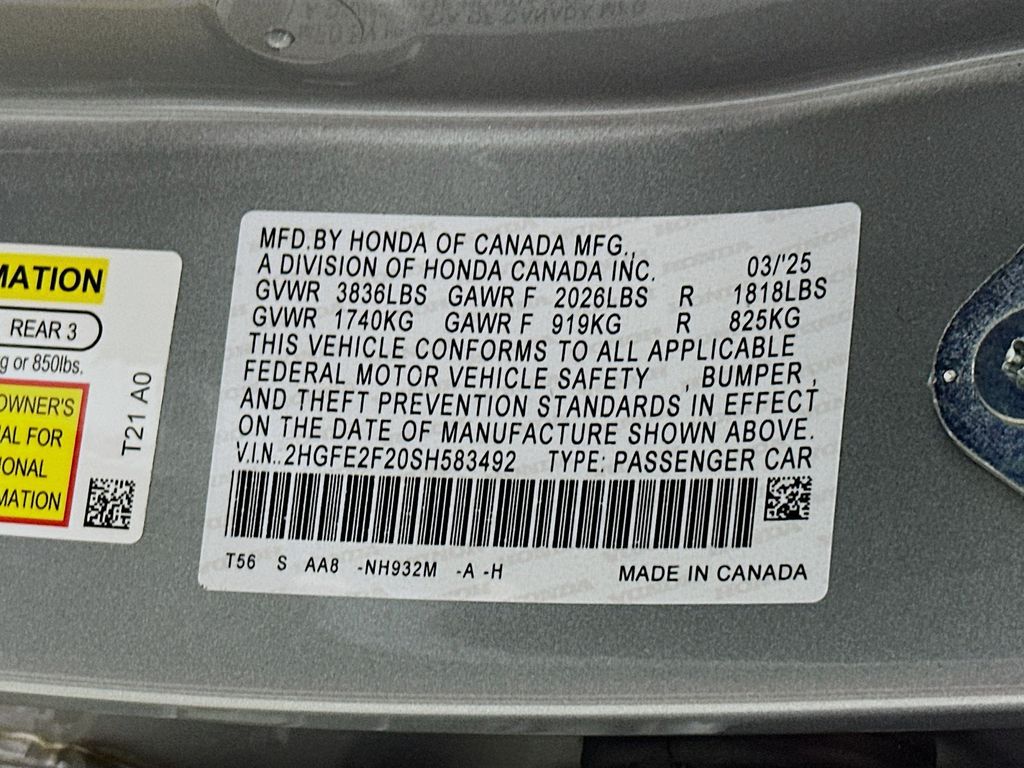 MATION
REAR 3
g or 850lbs.
OWNER'S
AL FOR
ONAL
MATION
T21 A0
MFD.BY HONDA OF CANADA MFG.,
A DIVISION OF HONDA CANADA INC. 03/'25
GVWR 3836LBS GAWR F 2026LBS R 1818LBS
GVWR 1740KG GAWR F 919KG R 825KG
THIS VEHICLE CONFORMS TO ALL APPLICABLE
FEDERAL MOTOR VEHICLE SAFETY , BUMPER ,
AND THEFT PREVENTION STANDARDS IN EFFECT
ON THE DATE OF MANUFACTURE SHOWN ABOVE.
V.I.N..2HGFE2F20SH583492 TYPE: PASSENGER CAR
T56 S AA8 -NH932M -A -H MADE IN CANADA